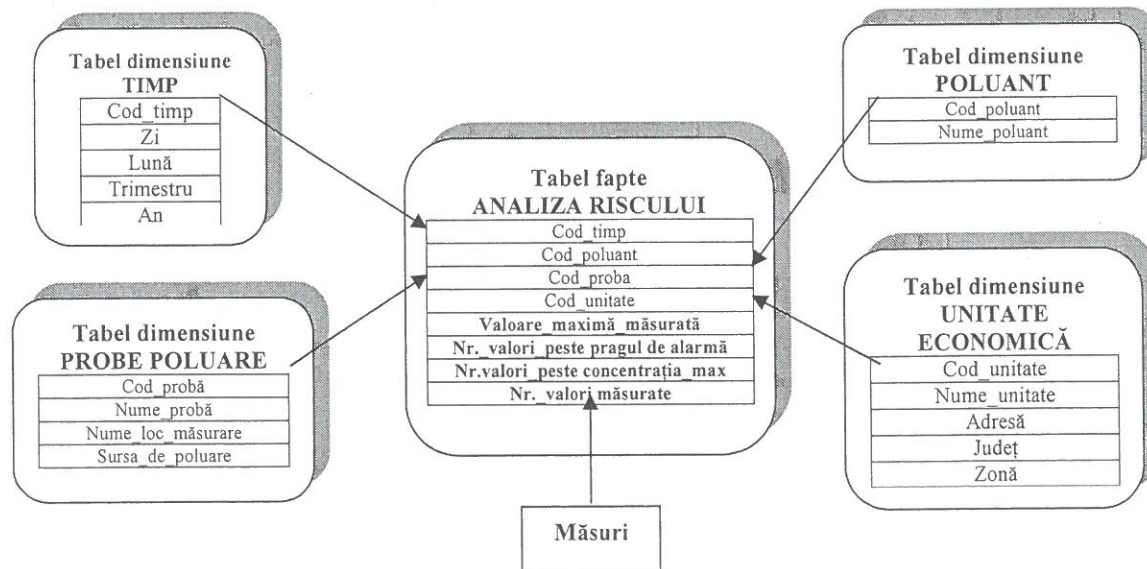 Tabel dimensiune
TIMP
Cod_timp
Zi
Lună
Trimestru
An
Tabel dimensiune
POLUANT
Cod_poluant
Nume_poluant
Tabel fapte
ANALIZA RISCULUI
Cod_timp
Cod_poluant
Cod_proba
Cod_unitate
Valoare_maximă_măsurată
Nr._valori_peste pragul de alarmă
Nr.valori_peste concentrația_max
Nr._valori măsurate
Tabel dimensiune
PROBE POLUARE
Cod_probă
Nume_probă
Nume_loc_măsurare
Sursa_de_poluare
Tabel dimensiune
UNITATE
ECONOMICĂ
Cod_unitate
Nume_unitate
Adresă
Județ
Zonă
Măsuri